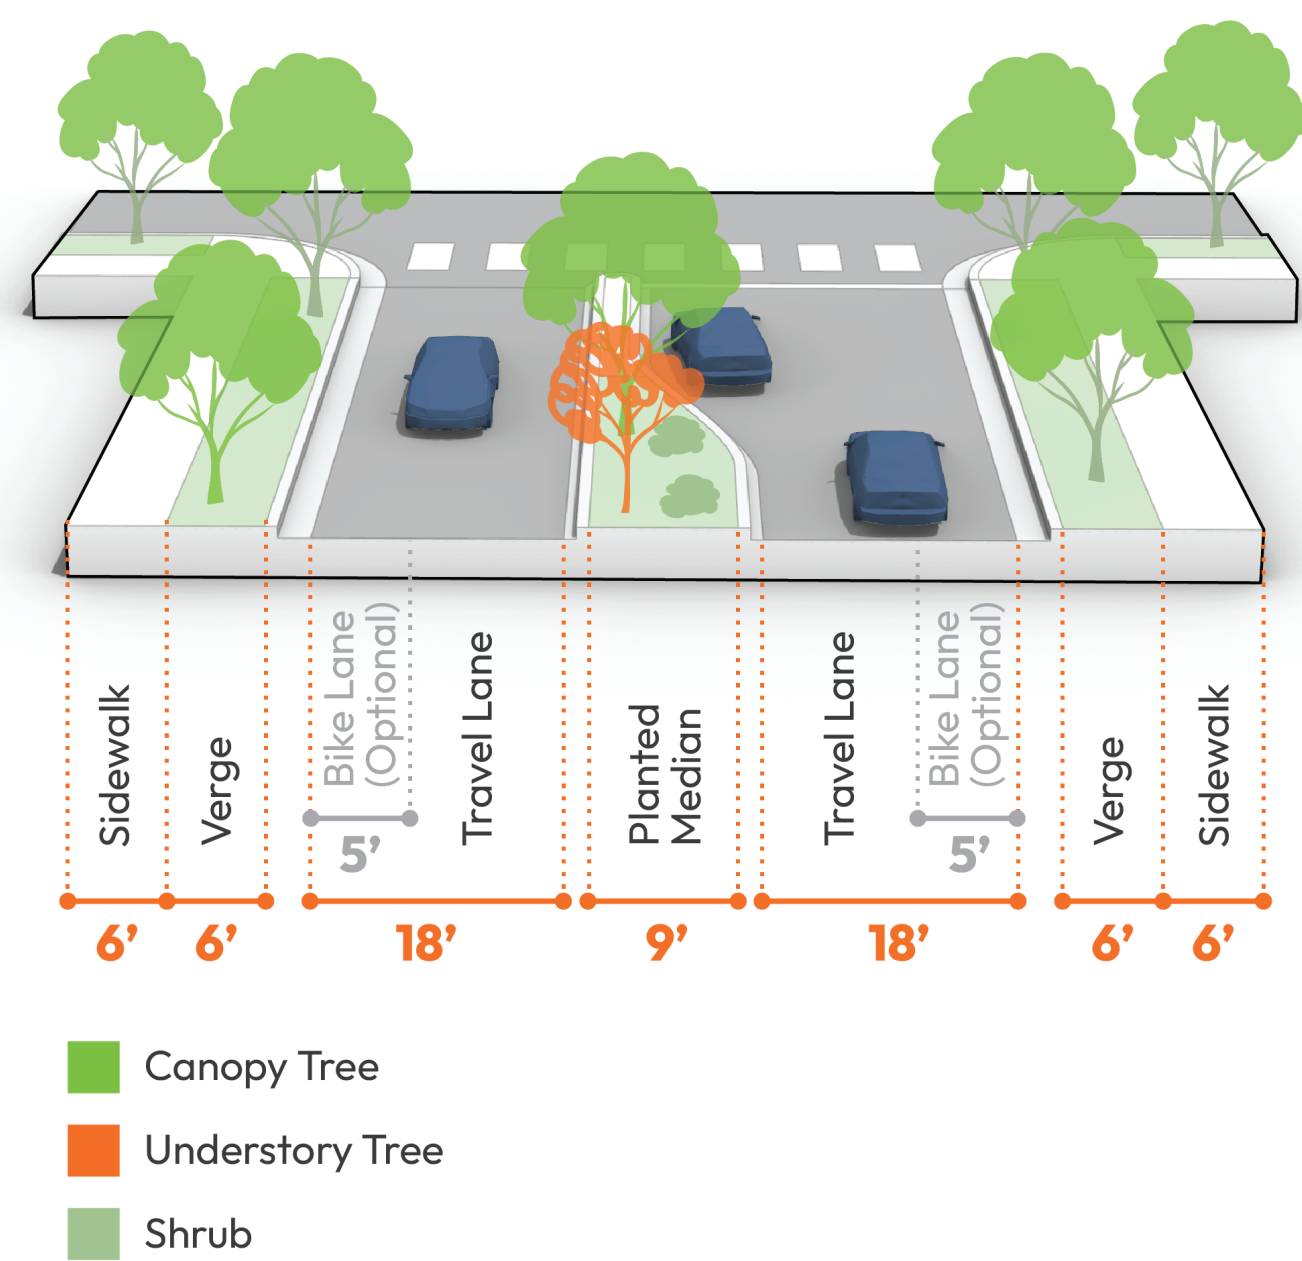 Sidewalk
Verge
Bike Lane
(Optional)
Travel Lane
Planted
Median
Travel Lane
Bike Lane
(Optional)
Verge
Sidewalk
5’
5’
6’
6’
18’
9’
18’
6’
6’
Canopy Tree
Understory Tree
Shrub